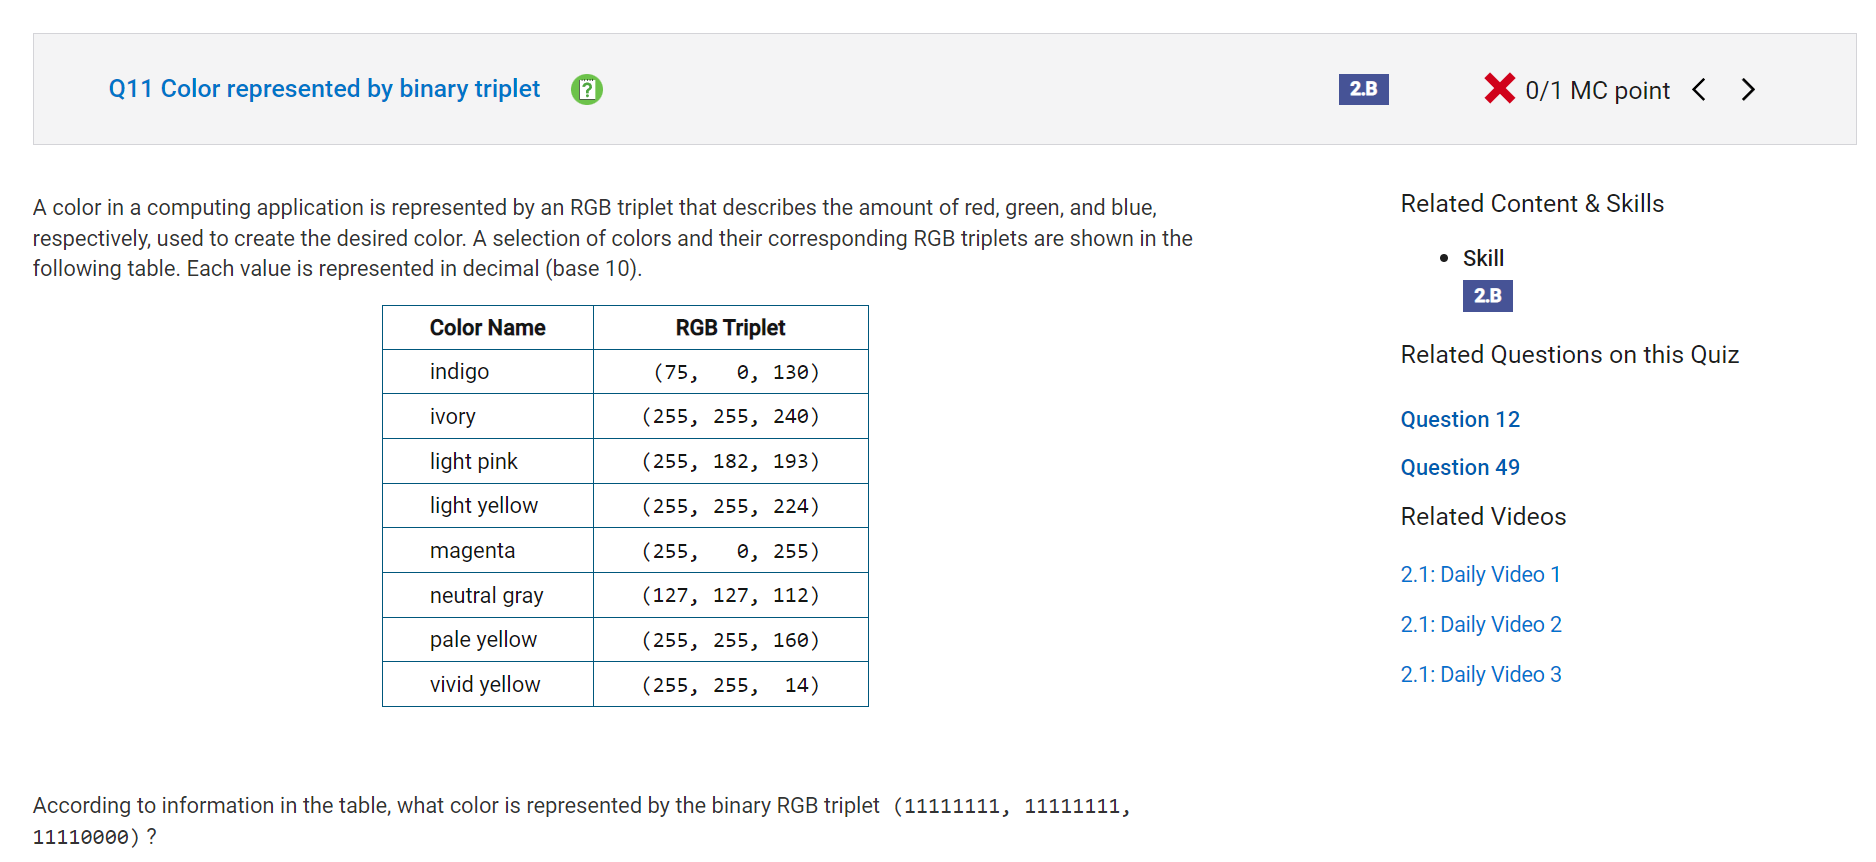 Q11 Color represented by binary triplet
2.B
0/1 MC point
A color in a computing application is represented by an RGB triplet that describes the amount of red, green, and blue,
respectively, used to create the desired color. A selection of colors and their corresponding RGB triplets are shown in the
following table. Each value is represented in decimal (base 10).
Color Name RGB Triplet
indigo (75, 0, 130)
ivory (255, 255, 240)
light pink (255, 182, 193)
light yellow (255, 255, 224)
magenta (255, 0, 255)
neutral gray (127, 127, 112)
pale yellow (255, 255, 160)
vivid yellow (255, 255, 14)
According to information in the table, what color is represented by the binary RGB triplet (11111111, 11111111,
11110000) ?
Related Content & Skills
• Skill
2.B
Related Questions on this Quiz
Question 12
Question 49
Related Videos
2.1: Daily Video 1
2.1: Daily Video 2
2.1: Daily Video 3